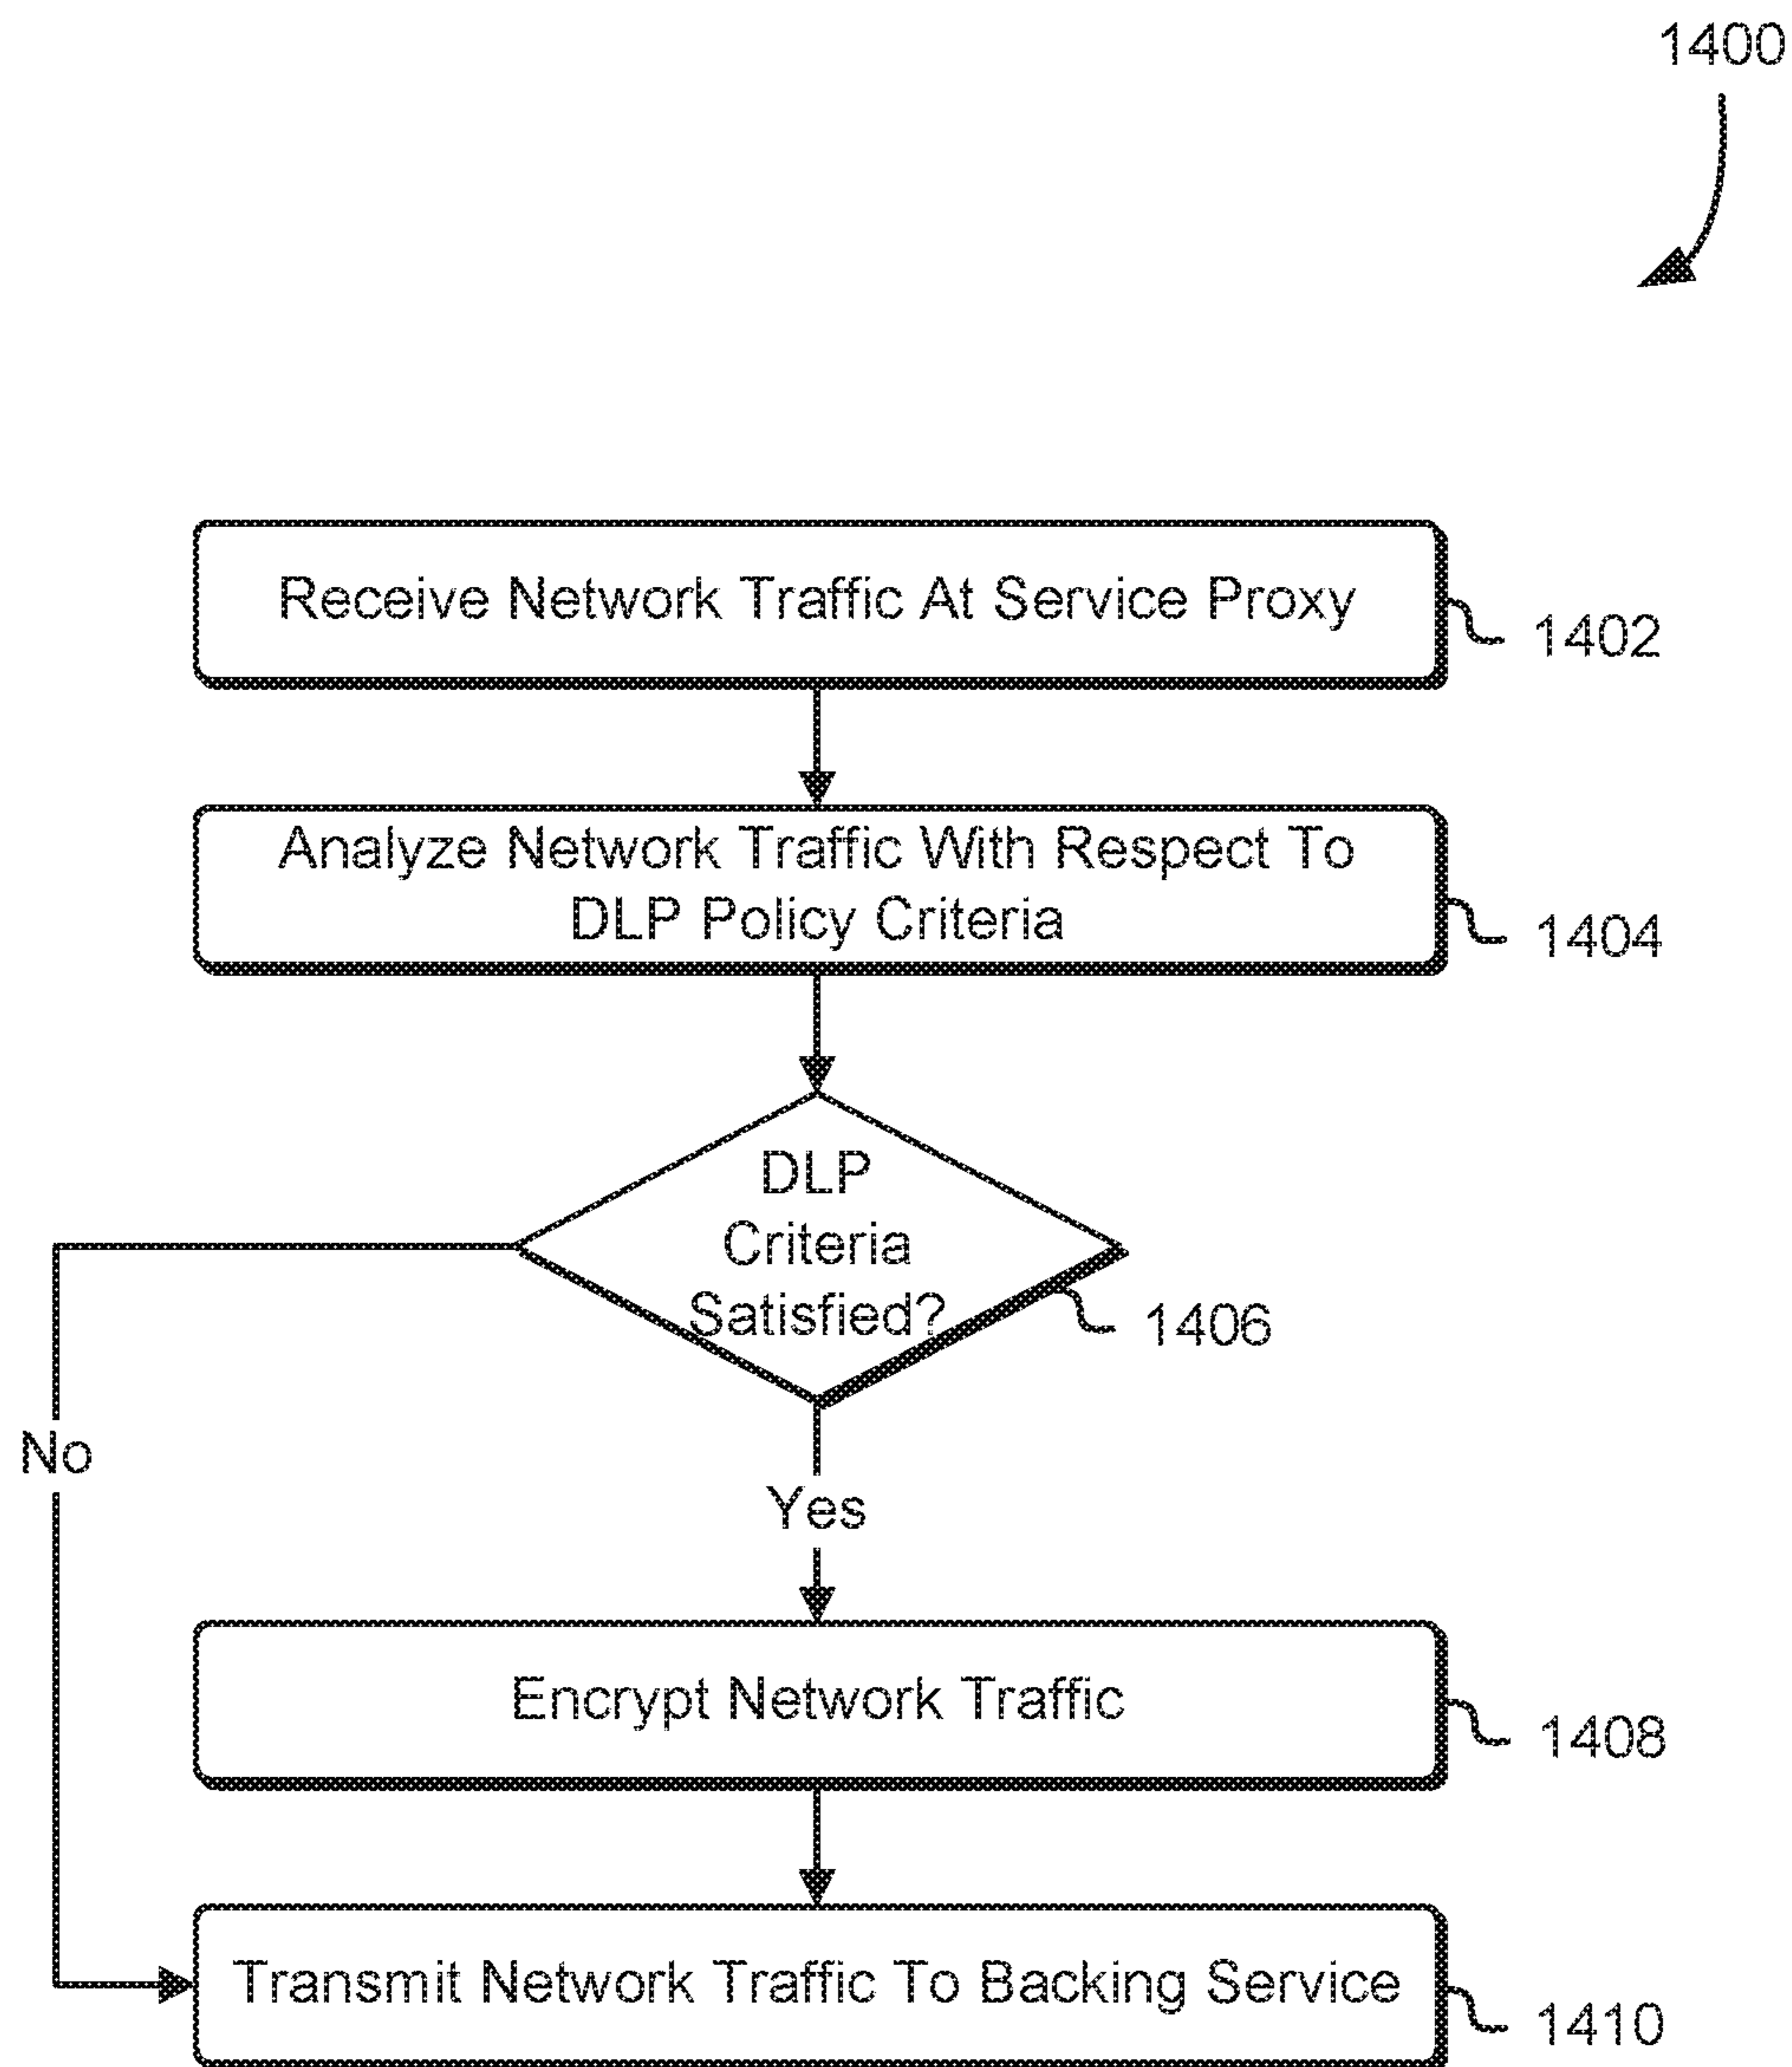 1400
Receive Network Traffic At Service Proxy
1402
Analyze Network Traffic With Respect To
DLP Policy Criteria
1404
DLP
Criteria
Satisfied?
1406
No
Yes
Encrypt Network Traffic
1408
Transmit Network Traffic To Backing Service
1410